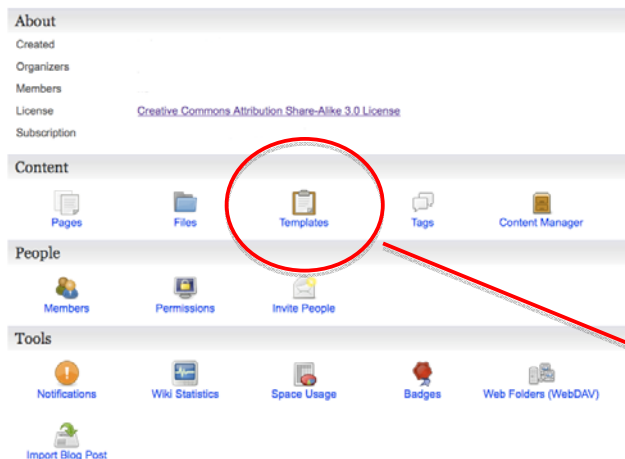 About
Created
Organizers
Members
License Creative Commons Attribution Share-Alike 3.0 License
Subscription
Content
Pages Files Templates Tags Content Manager
People
Members Permissions Invite People
Tools
Notifications Wiki Statistics Space Usage Badges Web Folders (WebDAV)
Import Blog Post